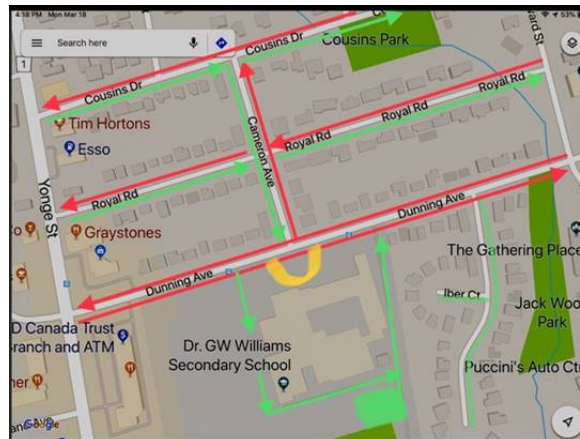 4:18 PM Mon Mar 18
53%
Search here
1
Cousins Dr
Cousins Park
Cousins Dr
Tim Hortons
Esso
Cameron Ave
Royal Rd
Royal Rd
Royal Rd
Royal Rd
Yonge St
Graystones
Dunning Ave
Dunning Ave
The Gathering Place
Iber Ct
Jack Woo
Park
D Canada Trust
Branch and ATM
Dr. GW Williams
Secondary School
Puccini's Auto Ctr
Google